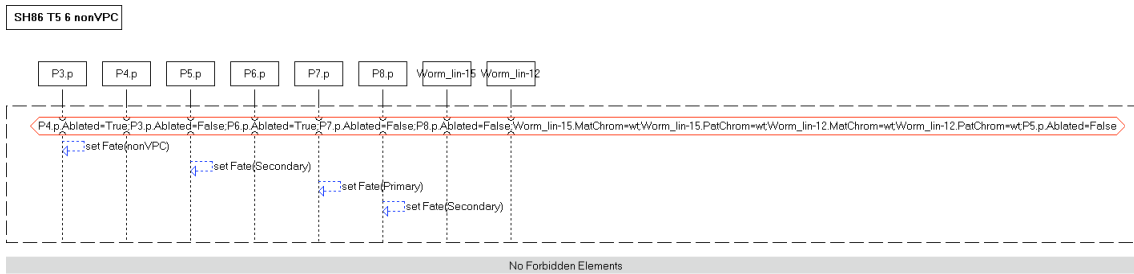 SH86 T5 6 nonVPC
P3.p P4.p P5.p P6.p P7.p P8.p Worm_lin-15 Worm_lin-12
P4.p.Ablated=True;P3.p.Ablated=False;P6.p.Ablated=True;P7.p.Ablated=False;P8.p.Ablated=False;Worm_lin-15.MatChrom=wt;Worm_lin-15.PatChrom=wt;Worm_lin-12.MatChrom=wt;Worm_lin-12.PatChrom=wt;P5.p.Ablated=False
set Fate(nonVPC)
set Fate(Secondary)
set Fate(Primary)
set Fate(Secondary)
No Forbidden Elements